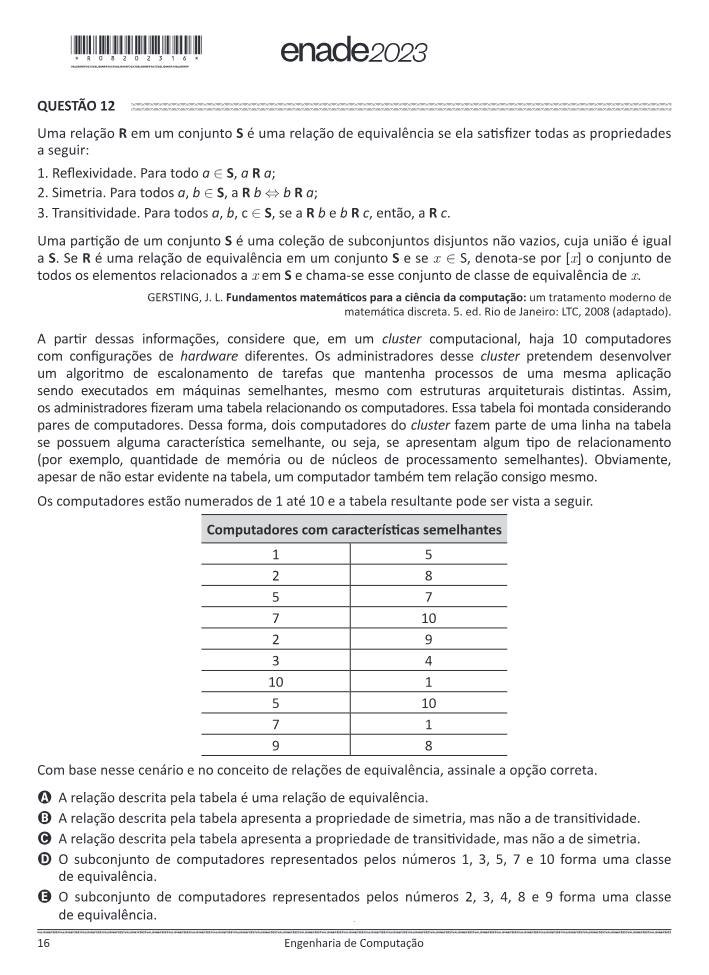 * R 0 8 2 0 2 3 1 6 *
enade2023
QUESTÃO 12
Uma relação R em um conjunto S é uma relação de equivalência se ela satisfizer todas as propriedades
a seguir:
1. Reflexividade. Para todo a ∈ S, a R a;
2. Simetria. Para todos a, b ∈ S, a R b ⇔ b R a;
3. Transitividade. Para todos a, b, c ∈ S, se a R b e b R c, então, a R c.
Uma partição de um conjunto S é uma coleção de subconjuntos disjuntos não vazios, cuja união é igual
a S. Se R é uma relação de equivalência em um conjunto S e se x ∈ S, denota-se por [x] o conjunto de
todos os elementos relacionados a x em S e chama-se esse conjunto de classe de equivalência de x.
GERSTING, J. L. Fundamentos matemáticos para a ciência da computação: um tratamento moderno de
matemática discreta. 5. ed. Rio de Janeiro: LTC, 2008 (adaptado).
A partir dessas informações, considere que, em um cluster computacional, haja 10 computadores
com configurações de hardware diferentes. Os administradores desse cluster pretendem desenvolver
um algoritmo de escalonamento de tarefas que mantenha processos de uma mesma aplicação
sendo executados em máquinas semelhantes, mesmo com estruturas arquiteturais distintas. Assim,
os administradores fizeram uma tabela relacionando os computadores. Essa tabela foi montada considerando
pares de computadores. Dessa forma, dois computadores do cluster fazem parte de uma linha na tabela
se possuem alguma característica semelhante, ou seja, se apresentam algum tipo de relacionamento
(por exemplo, quantidade de memória ou de núcleos de processamento semelhantes). Obviamente,
apesar de não estar evidente na tabela, um computador também tem relação consigo mesmo.
Os computadores estão numerados de 1 até 10 e a tabela resultante pode ser vista a seguir.
Computadores com características semelhantes
1 5
2 8
5 7
7 10
2 9
3 4
10 1
5 10
7 1
9 8
Com base nesse cenário e no conceito de relações de equivalência, assinale a opção correta.
A A relação descrita pela tabela é uma relação de equivalência.
B A relação descrita pela tabela apresenta a propriedade de simetria, mas não a de transitividade.
C A relação descrita pela tabela apresenta a propriedade de transitividade, mas não a de simetria.
D O subconjunto de computadores representados pelos números 1, 3, 5, 7 e 10 forma uma classe
de equivalência.
E O subconjunto de computadores representados pelos números 2, 3, 4, 8 e 9 forma uma classe
de equivalência.
16 Engenharia de Computação